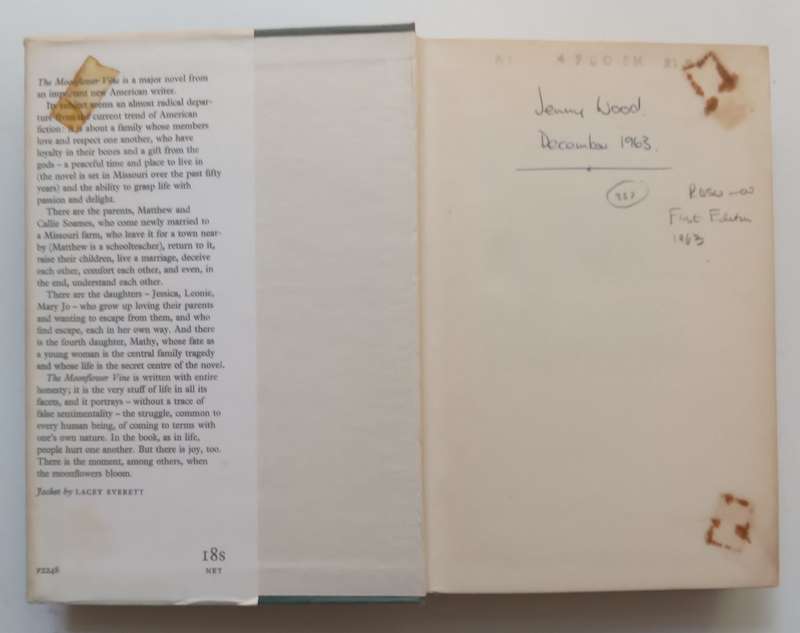 The Moonflower Vine is a major novel from
an important new American writer.
Its subject seems an almost radical depar-
ture from the current trend of American
fiction: it is about a family whose members
love and respect one another, who have
loyalty in their bones and a gift from the
gods – a peaceful time and place to live in
(the novel is set in Missouri over the past fifty
years) and the ability to grasp life with
passion and delight.
There are the parents, Matthew and
Callie Soames, who come newly married to
a Missouri farm, who leave it for a town near-
by (Matthew is a schoolteacher), return to it,
raise their children, live a marriage, deceive
each other, comfort each other, and even, in
the end, understand each other.
There are the daughters – Jessica, Leonie,
Mary Jo – who grow up loving their parents
and wanting to escape from them, and who
find escape, each in her own way. And there
is the fourth daughter, Mathy, whose fate as
a young woman is the central family tragedy
and whose life is the secret centre of the novel.
The Moonflower Vine is written with entire
honesty; it is the very stuff of life in all its
facets, and it portrays – without a trace of
false sentimentality – the struggle, common to
every human being, of coming to terms with
one's own nature. In the book, as in life,
people hurt one another. But there is joy, too.
There is the moment, among others, when
the moonflowers bloom.
Jacket by LACEY EVERETT
18s
NET
P2248
Jenny Wood.
December 1963.
First Edition
1963